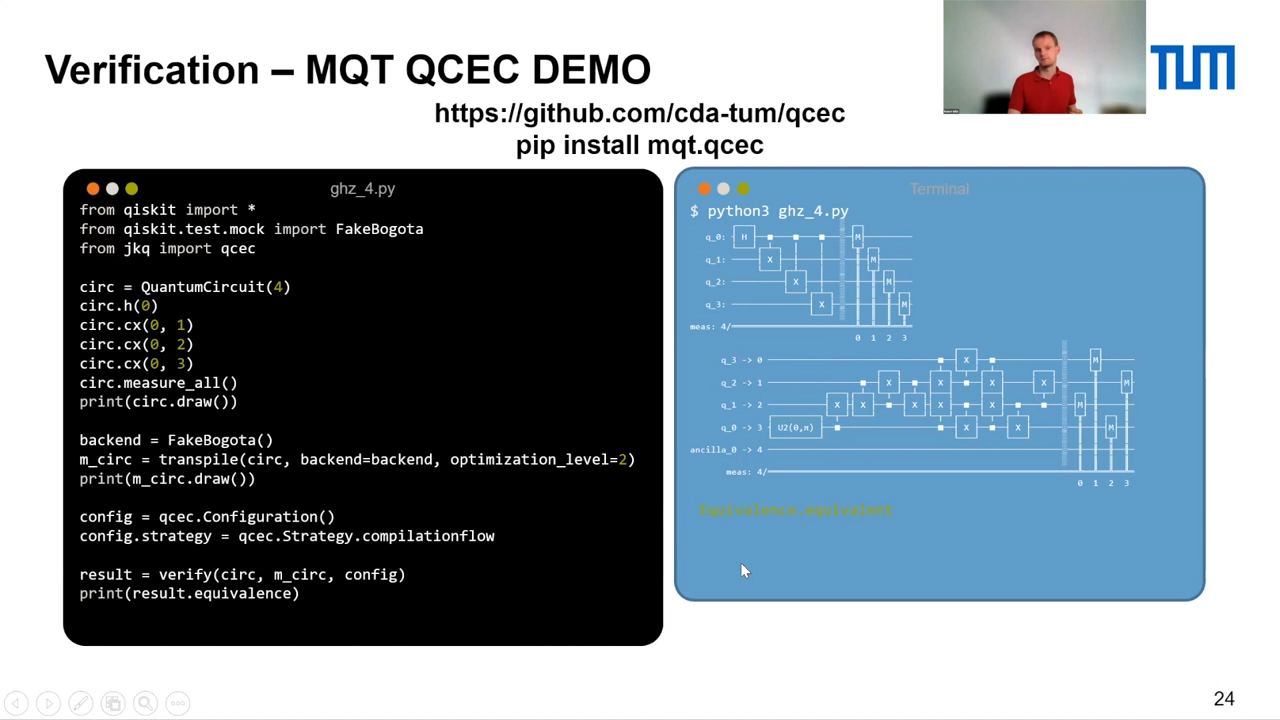 Verification – MQT QCEC DEMO
TUM
https://github.com/cda-tum/qcec
pip install mqt.qcec
ghz_4.py
from qiskit import *
from qiskit.test.mock import FakeBogota
from jkq import qcec
circ = QuantumCircuit(4)
circ.h(0)
circ.cx(0, 1)
circ.cx(0, 2)
circ.cx(0, 3)
circ.measure_all()
print(circ.draw())
backend = FakeBogota()
m_circ = transpile(circ, backend=backend, optimization_level=2)
print(m_circ.draw())
config = qcec.Configuration()
config.strategy = qcec.Strategy.compilationflow
result = verify(circ, m_circ, config)
print(result.equivalence)
Terminal
$ python3 ghz_4.py
q_0: H M
q_1: X M
q_2: X M
q_3: X M
meas: 4/
0 1 2 3
q_3 -> 0 X M
q_2 -> 1 X X X X M
q_1 -> 2 X X X X X M
q_0 -> 3 U2(0,π) X X M
ancilla_0 -> 4
meas: 4/
0 1 2 3
Equivalence.equivalent
24